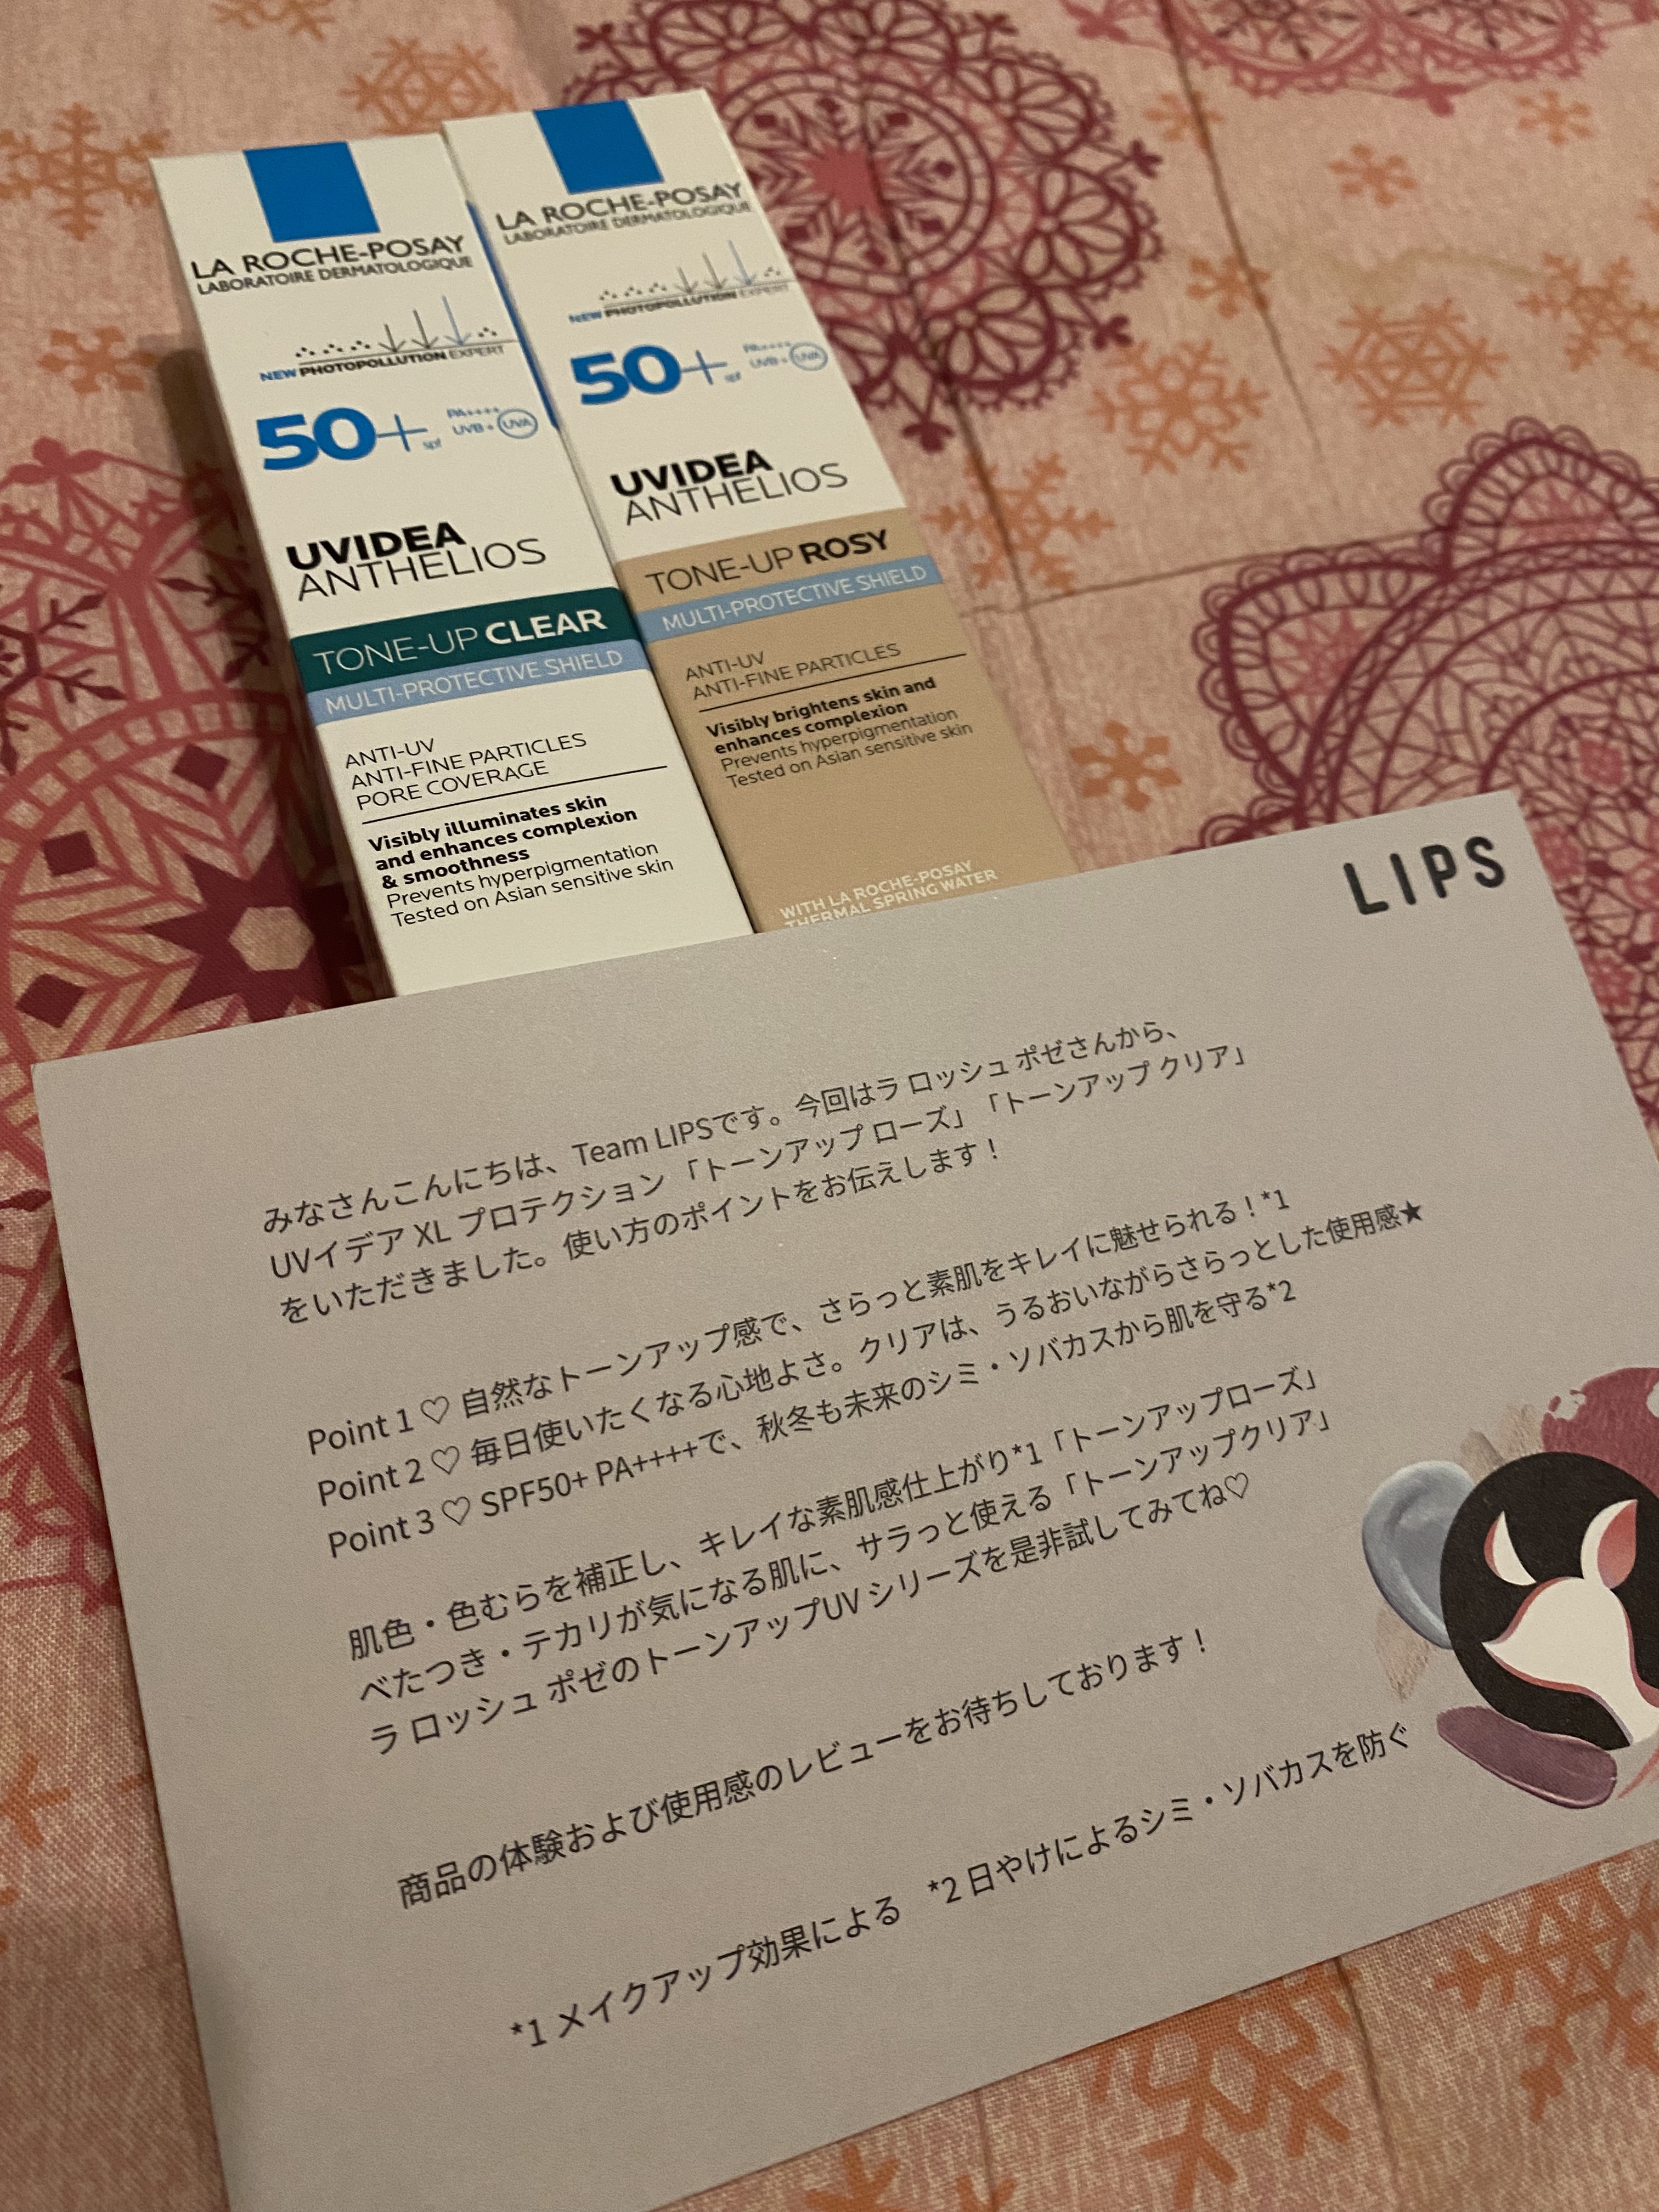 LA ROCHE-POSAY
LABORATOIRE DERMATOLOGIQUE
NEW PHOTOPOLLUTION EXPERT
50+ spf
PA++++
UVB + UVA
UVIDEA
ANTHELIOS
TONE-UP CLEAR
MULTI-PROTECTIVE SHIELD
ANTI-UV
ANTI-FINE PARTICLES
PORE COVERAGE
Visibly illuminates skin
and enhances complexion
& smoothness
Prevents hyperpigmentation
Tested on Asian sensitive skin
LA ROCHE-POSAY
LABORATOIRE DERMATOLOGIQUE
NEW PHOTOPOLLUTION EXPERT
50+ spf
PA++++
UVB + UVA
UVIDEA
ANTHELIOS
TONE-UP ROSY
MULTI-PROTECTIVE SHIELD
ANTI-UV
ANTI-FINE PARTICLES
Visibly brightens skin and
enhances complexion
Prevents hyperpigmentation
Tested on Asian sensitive skin
WITH LA ROCHE-POSAY
THERMAL SPRING WATER
LIPS
みなさんこんにちは、Team LIPSです。今回はラ ロッシュ ポゼさんから、
UVイデア XL プロテクション 「トーンアップ ローズ」「トーンアップ クリア」
をいただきました。使い方のポイントをお伝えします！
Point 1 ♡ 自然なトーンアップ感で、さらっと素肌をキレイに魅せられる！*1
Point 2 ♡ 毎日使いたくなる心地よさ。クリアは、うるおいながらさらっとした使用感★
Point 3 ♡ SPF50+ PA++++で、秋冬も未来のシミ・ソバカスから肌を守る*2
肌色・色むらを補正し、キレイな素肌感仕上がり*1「トーンアップローズ」
べたつき・テカリが気になる肌に、サラっと使える「トーンアップクリア」
ラ ロッシュ ポゼのトーンアップUV シリーズを是非試してみてね♡
商品の体験および使用感のレビューをお待ちしております！
*1 メイクアップ効果による *2 日やけによるシミ・ソバカスを防ぐ